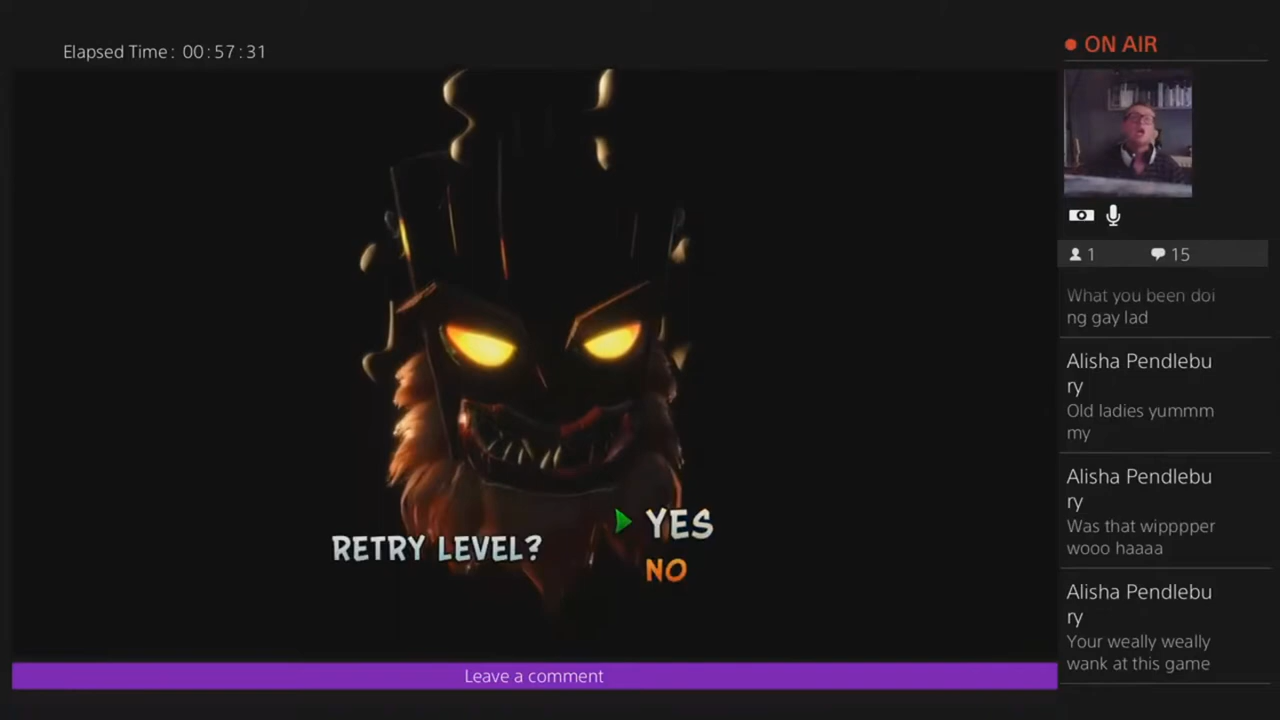 Elapsed Time: 00:57:31
ON AIR
1
15
What you been doi
ng gay lad
Alisha Pendlebu
ry
Old ladies yummm
my
Alisha Pendlebu
ry
Was that wipppper
wooo haaaa
Alisha Pendlebu
ry
Your weally weally
wank at this game
RETRY LEVEL?
YES
NO
Leave a comment